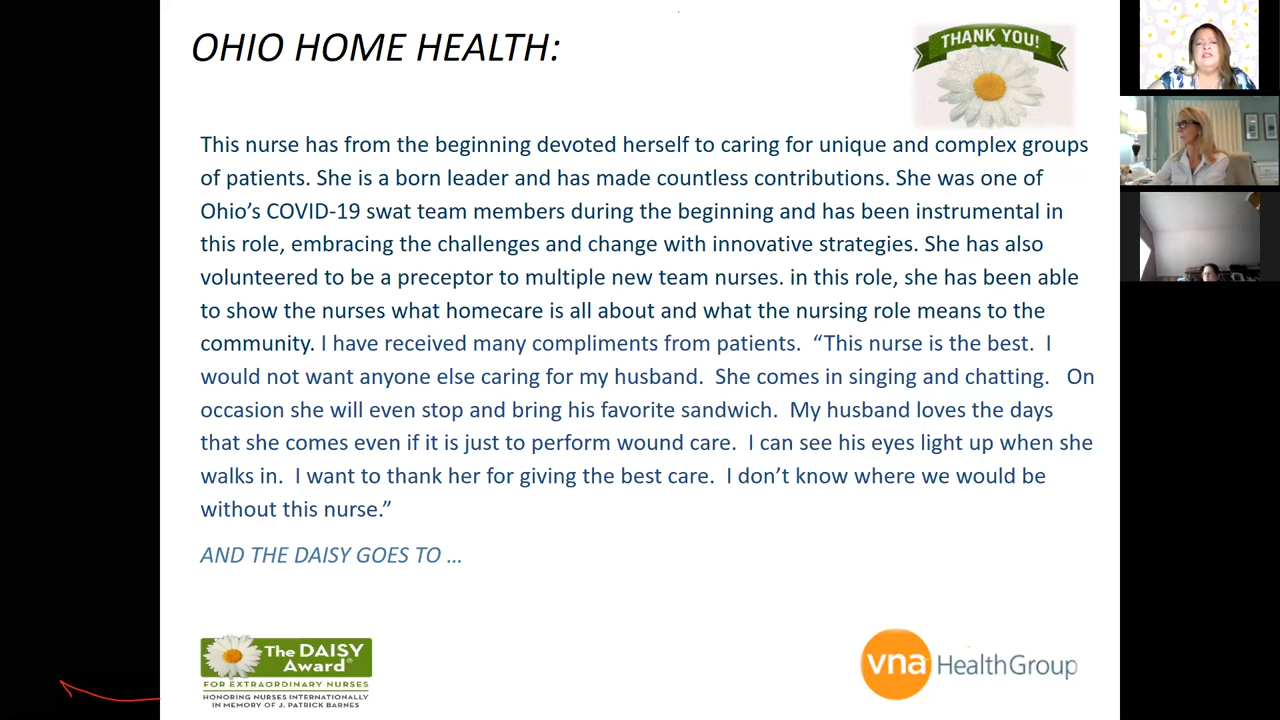 OHIO HOME HEALTH:
THANK YOU!
This nurse has from the beginning devoted herself to caring for unique and complex groups
of patients. She is a born leader and has made countless contributions. She was one of
Ohio’s COVID-19 swat team members during the beginning and has been instrumental in
this role, embracing the challenges and change with innovative strategies. She has also
volunteered to be a preceptor to multiple new team nurses. in this role, she has been able
to show the nurses what homecare is all about and what the nursing role means to the
community. I have received many compliments from patients.  “This nurse is the best.  I
would not want anyone else caring for my husband.  She comes in singing and chatting.   On
occasion she will even stop and bring his favorite sandwich.  My husband loves the days
that she comes even if it is just to perform wound care.  I can see his eyes light up when she
walks in.  I want to thank her for giving the best care.  I don’t know where we would be
without this nurse.”
AND THE DAISY GOES TO …
The DAISY
Award®
FOR EXTRAORDINARY NURSES
HONORING NURSES INTERNATIONALLY
IN MEMORY OF J. PATRICK BARNES
vna HealthGroup